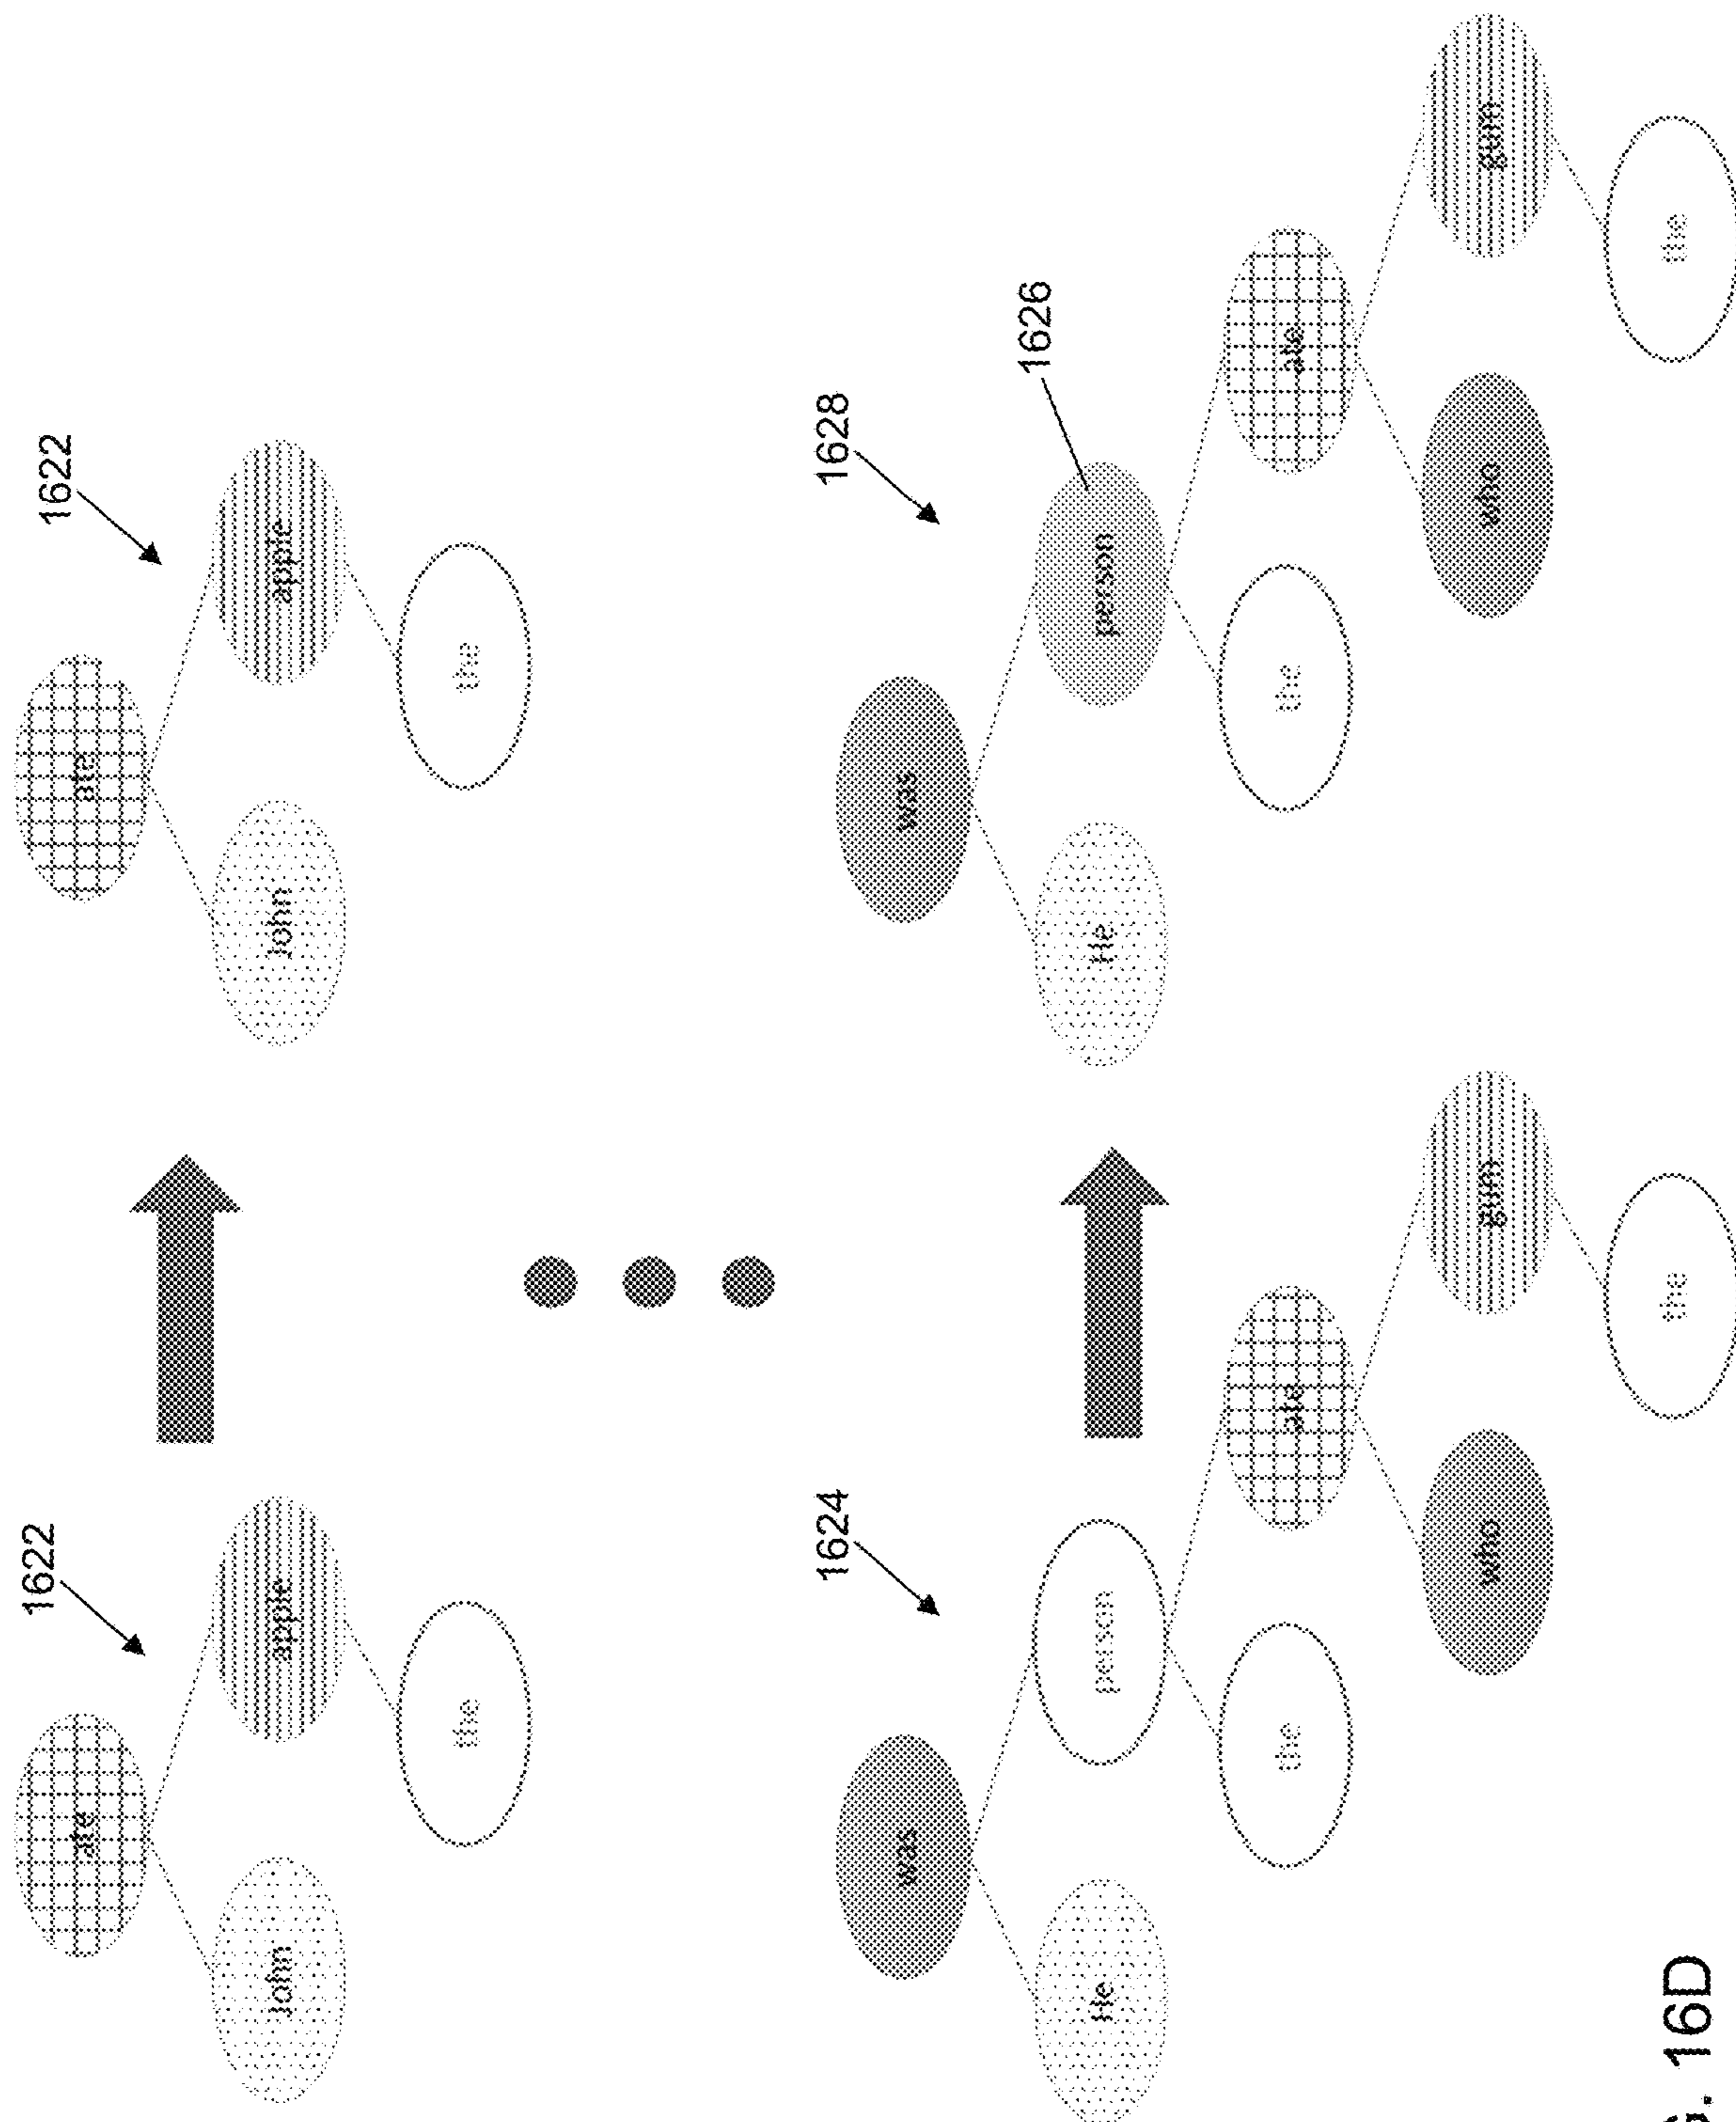 1622
ate
John
apple
the
1622
ate
John
apple
the
1624
was
He
person
the
ate
who
gum
the
1628
was
He
person
1626
the
ate
who
gum
the
G. 16D